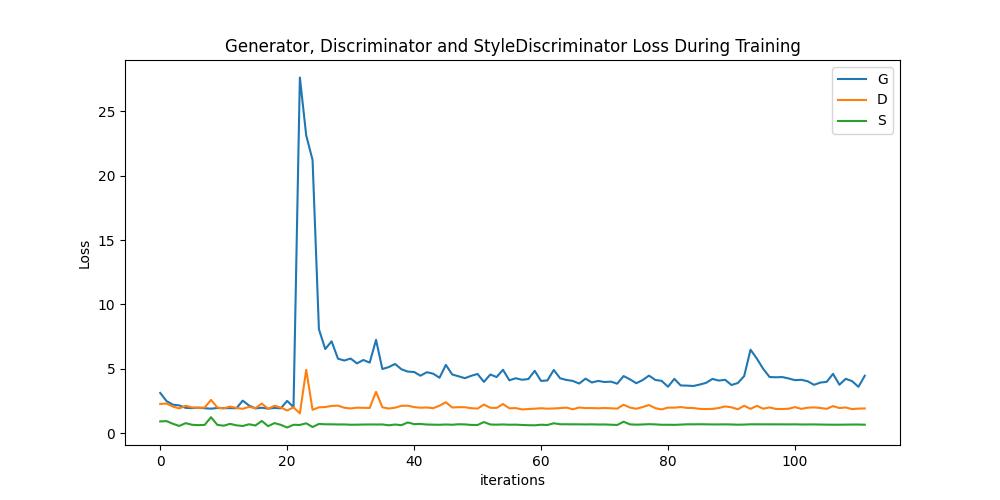 Generator, Discriminator and StyleDiscriminator Loss During Training
G
D
S
Loss
25
20
15
10
5
0
0 20 40 60 80 100
iterations